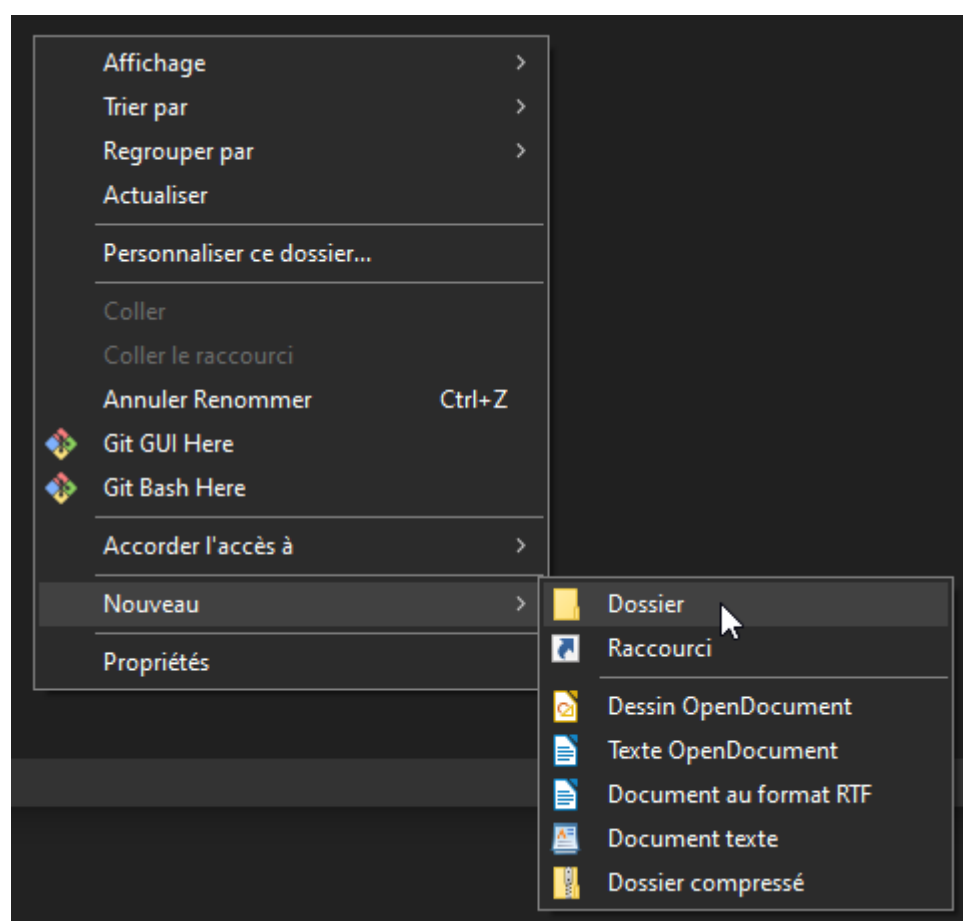 Affichage
Trier par
Regrouper par
Actualiser
Personnaliser ce dossier...
Coller
Coller le raccourci
Annuler Renommer Ctrl+Z
Git GUI Here
Git Bash Here
Accorder l'accès à
Nouveau
Propriétés
Dossier
Raccourci
Dessin OpenDocument
Texte OpenDocument
Document au format RTF
Document texte
Dossier compressé